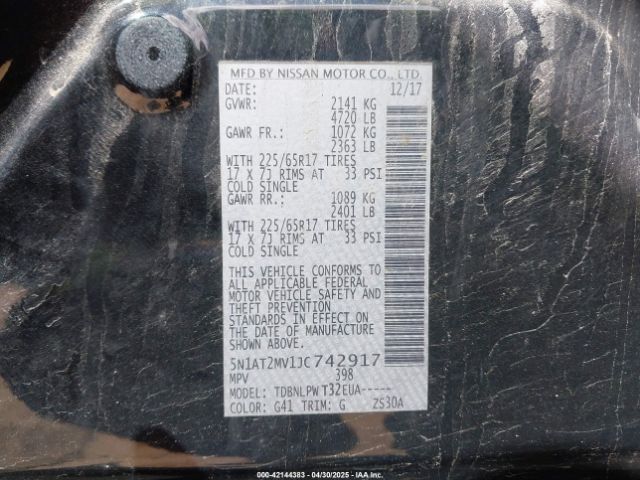 MFD BY NISSAN MOTOR CO., LTD.
DATE: 12/17
GVWR: 2141 KG
4720 LB
GAWR FR.: 1072 KG
2363 LB
WITH 225/65R17 TIRES
17 X 7J RIMS AT 33 PSI
COLD SINGLE
GAWR RR.: 1089 KG
2401 LB
WITH 225/65R17 TIRES
17 X 7J RIMS AT 33 PSI
COLD SINGLE
THIS VEHICLE CONFORMS TO
ALL APPLICABLE FEDERAL
MOTOR VEHICLE SAFETY AND
THEFT PREVENTION
STANDARDS IN EFFECT ON
THE DATE OF MANUFACTURE
SHOWN ABOVE.
5N1AT2MV1JC742917
MPV 398
MODEL: TDBNLPWT32EUA-----
COLOR: G41 TRIM: G ZS30A
000-42144383 - 04/30/2025 - IAA, Inc.